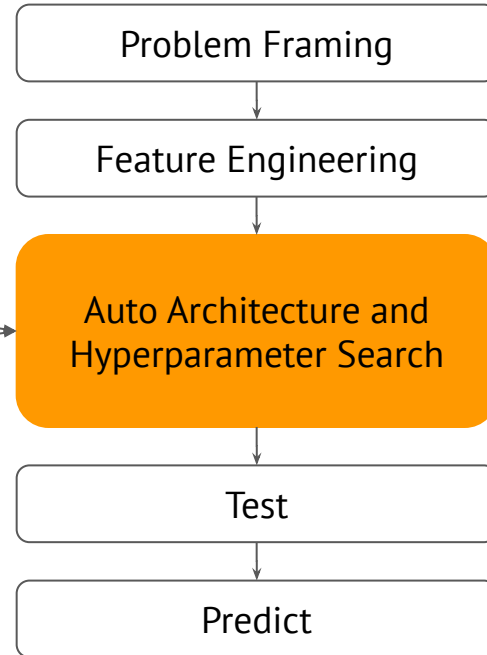 Problem Framing
Feature Engineering
Auto Architecture and
Hyperparameter Search
Test
Predict